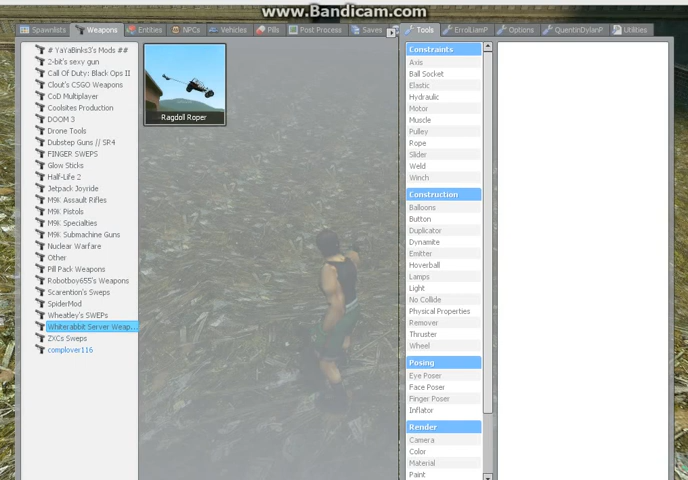 www.Bandicam.com
Spawnlists Weapons Entities NPCs Vehicles Pills Post Process Saves Tools ErrolLiamP Options QuentinDylanP Utilities
# YaYaBinks3's Mods ##
2-bit's sexy gun
Call Of Duty: Black Ops II
Clout's CSGO Weapons
CoD Multiplayer
Coolsites Production
DOOM 3
Drone Tools
Dubstep Guns // SR4
FINGER SWEPS
Glow Sticks
Half-Life 2
Jetpack Joyride
M9K Assault Rifles
M9K Pistols
M9K Specialties
M9K Submachine Guns
Nuclear Warfare
Other
Pill Pack Weapons
Robotboy655's Weapons
Scarention's Sweps
SpiderMod
Wheatley's SWEPs
Whiterabbit Server Weap...
ZXCs Sweps
complover116
Ragdoll Roper
Constraints
Axis
Ball Socket
Elastic
Hydraulic
Motor
Muscle
Pulley
Rope
Slider
Weld
Winch
Construction
Balloons
Button
Duplicator
Dynamite
Emitter
Hoverball
Lamps
Light
No Collide
Physical Properties
Remover
Thruster
Wheel
Posing
Eye Poser
Face Poser
Finger Poser
Inflator
Render
Camera
Color
Material
Paint